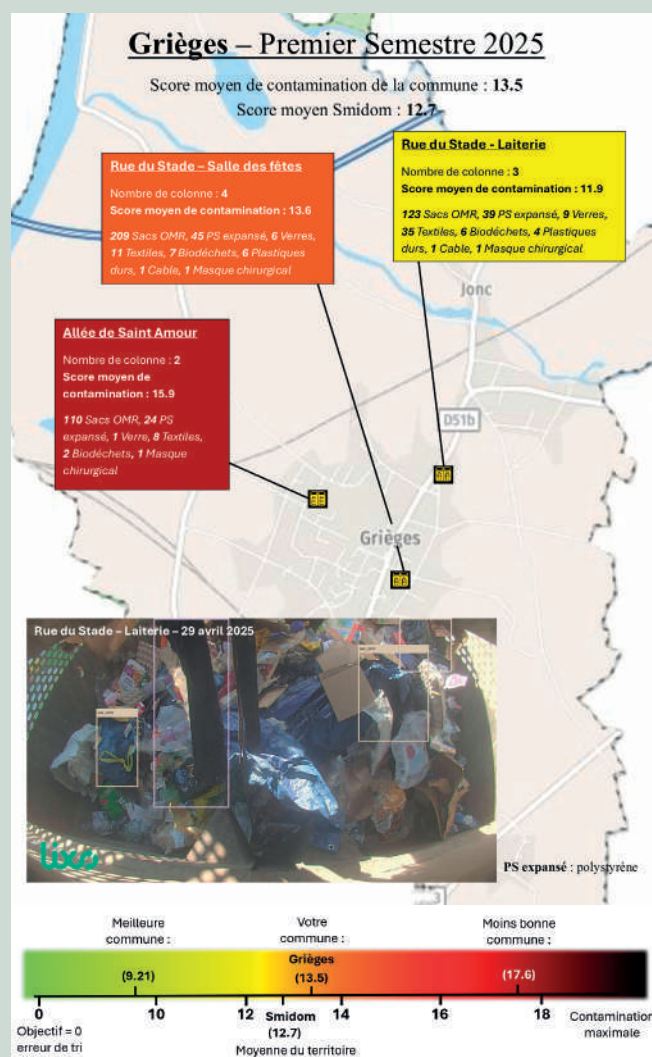 Grièges – Premier Semestre 2025
Score moyen de contamination de la commune : 13.5
Score moyen Smidom : 12.7
Rue du Stade – Salle des fêtes
Nombre de colonne : 4
Score moyen de contamination : 13.6
209 Sacs OMR, 45 PS expansé, 6 Verres,
11 Textiles, 7 Biodéchets, 6 Plastiques
durs, 1 Cable, 1 Masque chirurgical
Rue du Stade - Laiterie
Nombre de colonne : 3
Score moyen de contamination : 11.9
123 Sacs OMR, 39 PS expansé, 9 Verres,
35 Textiles, 6 Biodéchets, 4 Plastiques
durs, 1 Cable, 1 Masque chirurgical
Jonc
Allée de Saint Amour
Nombre de colonne : 2
Score moyen de
contamination : 15.9
110 Sacs OMR, 24 PS
expansé, 1 Verre, 8 Textiles,
2 Biodéchets, 1 Masque
chirurgical
D51b
Grièges
Rue du Stade – Laiterie – 29 avril 2025
lixo
PS expansé : polystyrène
Meilleure
commune :
Votre
commune :
Moins bonne
commune :
(9.21)
Grièges
(13.5)
(17.6)
0 10 12 14 16 18
Objectif = 0
erreur de tri
Smidom
(12.7)
Moyenne du territoire
Contamination
maximale